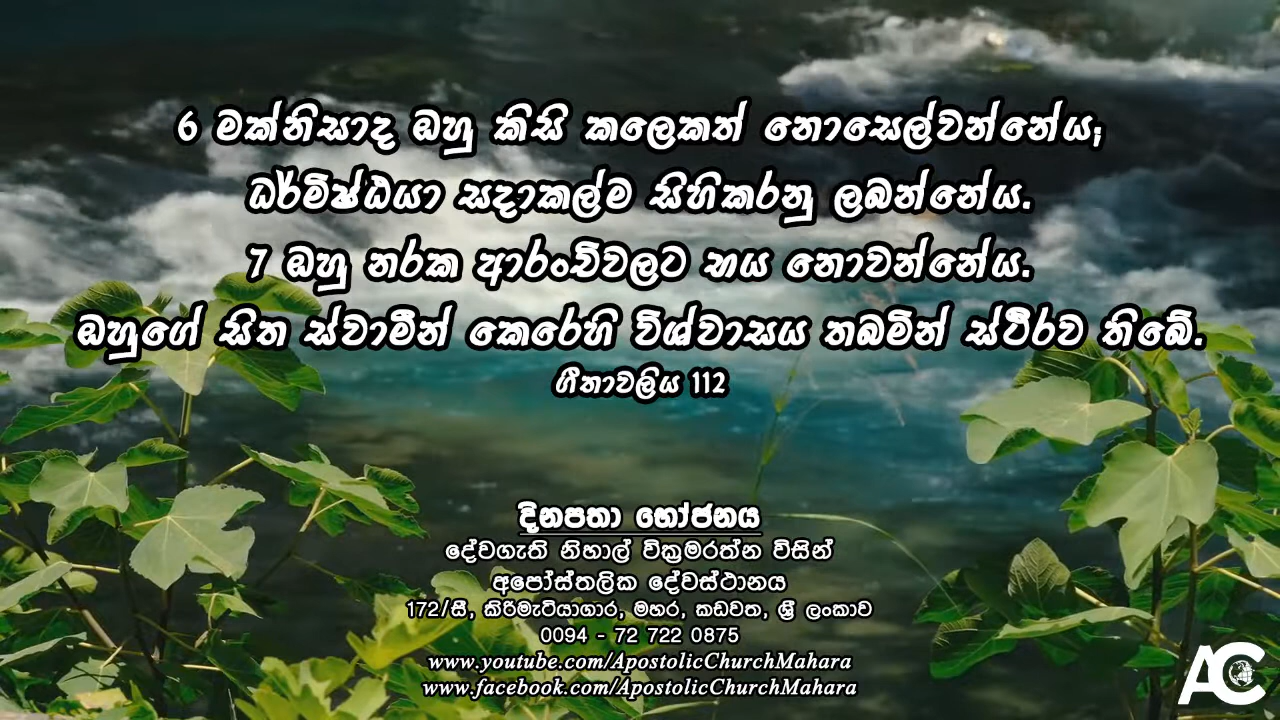 6 මක්නිසාද ඔහු කිසි කලෙකත් නොසෙල්වන්නේය;
ධර්මිෂ්ඨයා සදාකල්ම සිහිකරනු ලබන්නේය.
7 ඔහු නරක ආරංචිවලට භය නොවන්නේය.
ඔහුගේ සිත ස්වාමීන් කෙරෙහි විශ්වාසය තබමින් ස්ථිරව තිබේ.
ගීතාවලිය 112
දිනපතා භෝජනය
දේවගැති නිහාල් වික්‍රමරත්න විසින්
අපෝස්තලික දේවස්ථානය
172/සී, කිරිමැටියාගාර, මහර, කඩවත, ශ්‍රී ලංකාව
0094 - 72 722 0875
www.youtube.com/ApostolicChurchMahara
www.facebook.com/ApostolicChurchMahara
AC